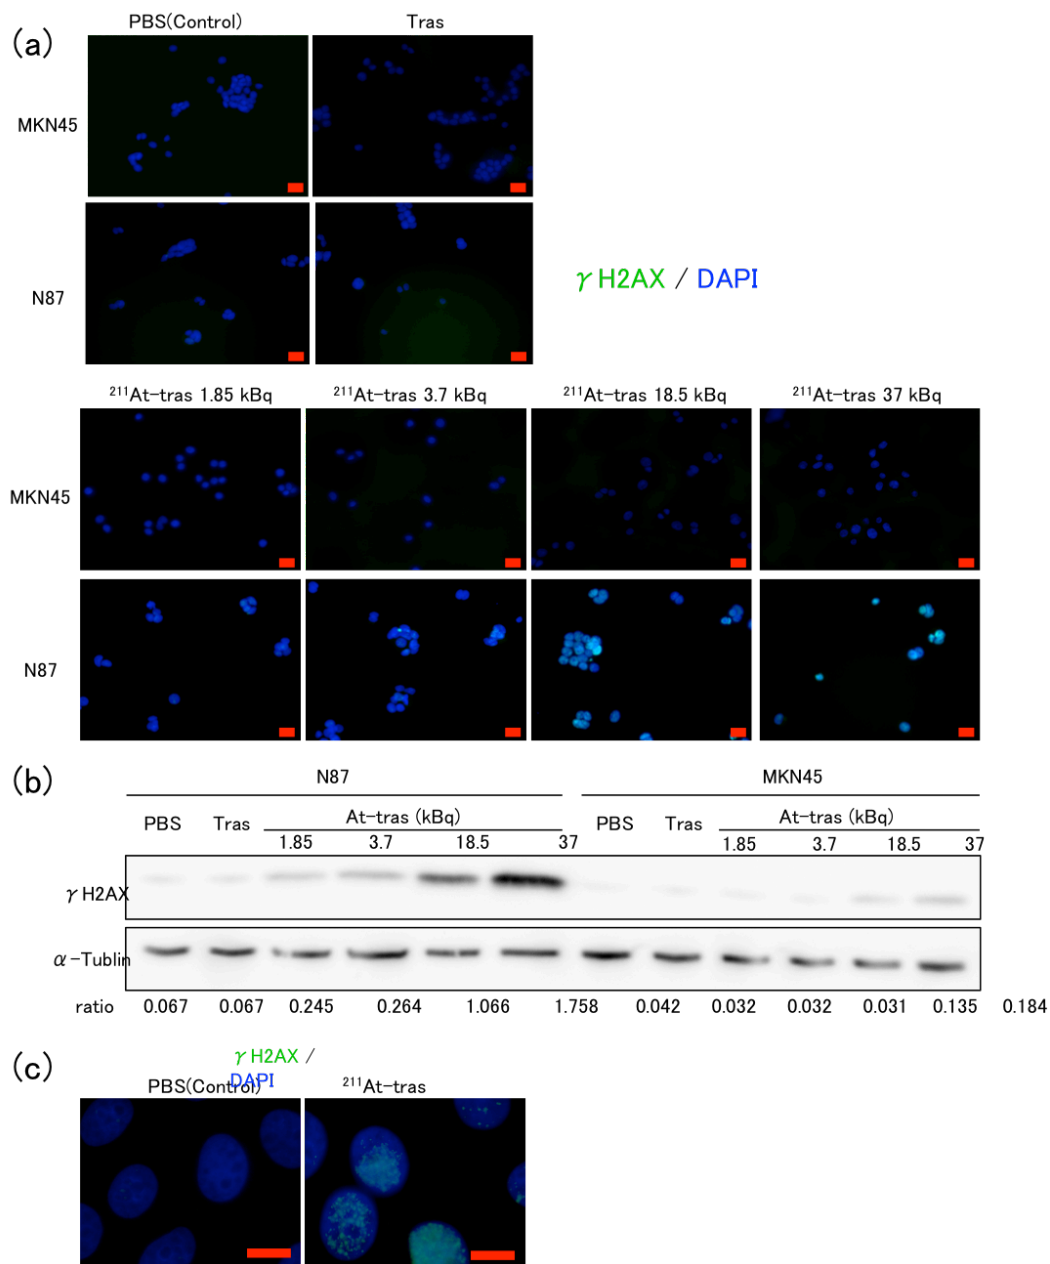 (a)
PBS(Control) Tras
MKN45
N87
γH2AX / DAPI
²¹¹At-tras 1.85 kBq ²¹¹At-tras 3.7 kBq ²¹¹At-tras 18.5 kBq ²¹¹At-tras 37 kBq
MKN45
N87
(b)
N87 MKN45
PBS Tras At-tras (kBq) PBS Tras At-tras (kBq)
1.85 3.7 18.5 37 1.85 3.7 18.5 37
γH2AX
α-Tublin
ratio 0.067 0.067 0.245 0.264 1.066 1.758 0.042 0.032 0.032 0.031 0.135 0.184
(c)
γH2AX /
DAPI
PBS(Control) ²¹¹At-tras